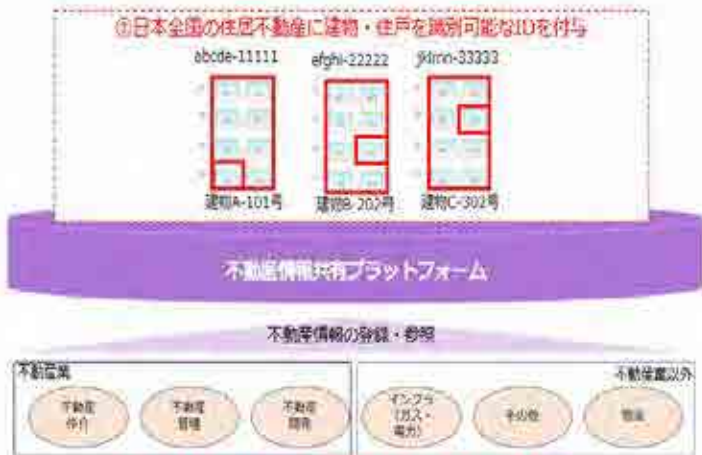 ①日本全国の住居不動産に建物・住戸を識別可能なIDを付与
abcde-11111
efghi-22222
jklmn-33333
建物A-101号
建物B-202号
建物C-302号
不動産情報共有プラットフォーム
不動産情報の登録・参照
不動産業
不動産業以外
不動産
仲介
不動産
管理
不動産
開発
インフラ
(ガス・
電力)
その他
物流